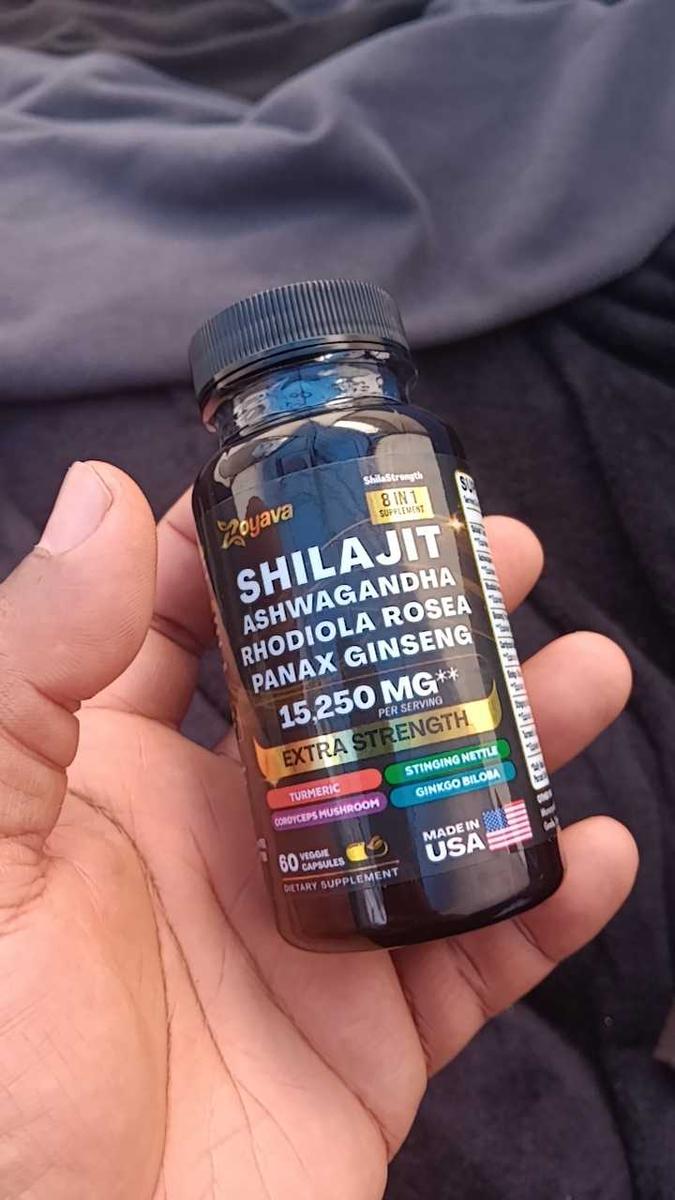 Zoyava
ShilaStrength
8 IN 1
SUPPLEMENT
SHILAJIT
ASHWAGANDHA
RHODIOLA ROSEA
PANAX GINSENG
15,250 MG**
PER SERVING
EXTRA STRENGTH
TURMERIC
STINGING NETTLE
CORDYCEPS MUSHROOM
GINKGO BILOBA
60 VEGGIE
CAPSULES
DIETARY SUPPLEMENT
MADE IN
USA